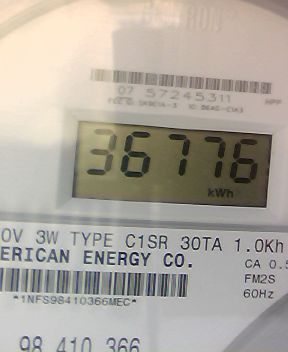 07 57245311
HPP
36776
kWh
0V 3W TYPE C1SR 30TA 1.0Kh
ERICAN ENERGY CO.
CA 0.5
FM2S
60Hz
*1NFS98410366MEC*
98 410 366